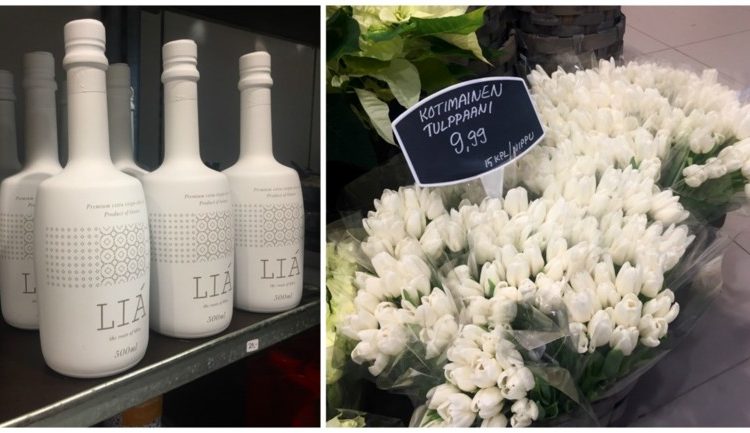 Premium extra virgin olive oil
Product of Greece
LIÁ
the roots of life
500ml
LIÁ
500ml
LIÁ
500ml
KOTIMAINEN
TULPPAANI
9,99
15 KPL/NIPPU